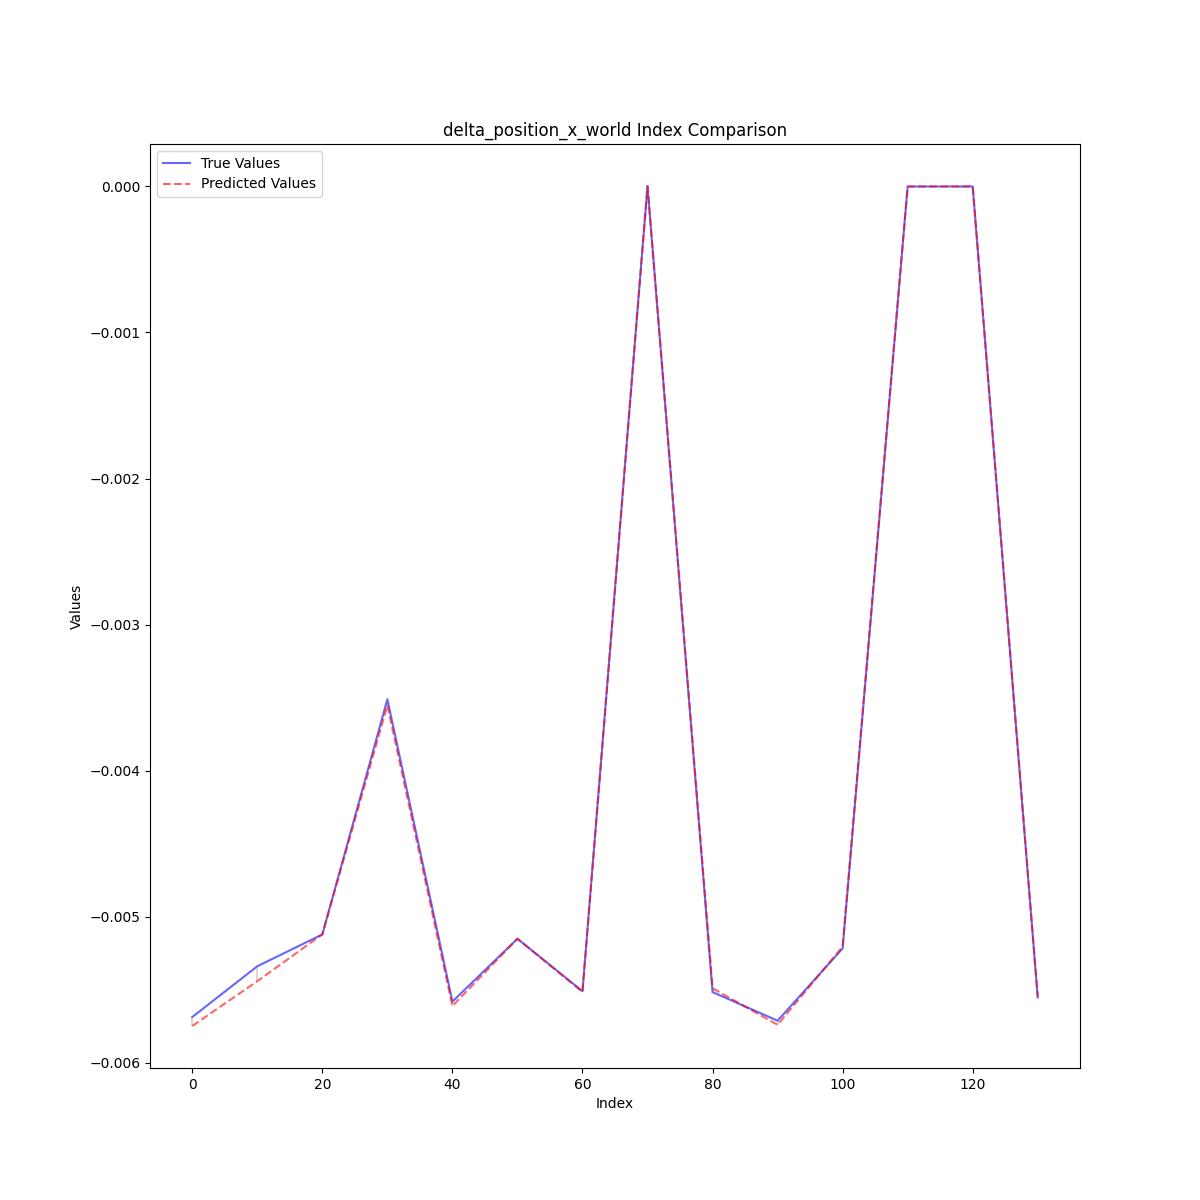 delta_position_x_world Index Comparison
True Values
Predicted Values
0.000
−0.001
−0.002
−0.003
−0.004
−0.005
−0.006
Values
0 20 40 60 80 100 120
Index